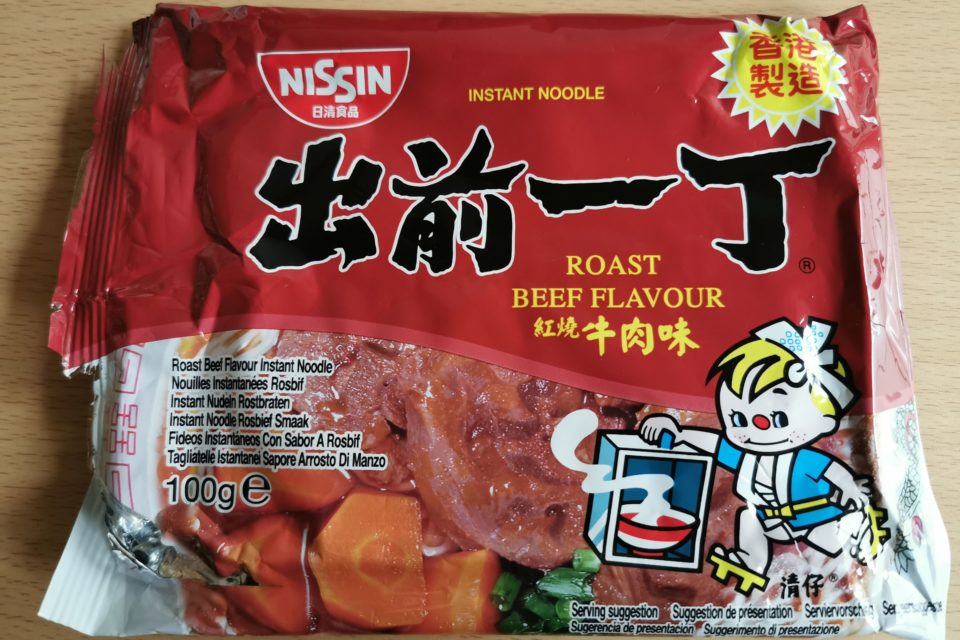 NISSIN
日清食品
INSTANT NOODLE
香港
製造
出前一丁
®
ROAST
BEEF FLAVOUR
紅燒牛肉味
Roast Beef Flavour Instant Noodle
Nouilles Instantanées Rosbif
Instant Nudeln Rostbraten
Instant Noodle Rosbief Smaak
Fideos Instantáneos Con Sabor A Rosbif
Tagliatelle Istantanei Sapore Arrosto Di Manzo
100g e
清仔®
Serving suggestion Suggestion de présentation Serviervorschlag
Sugerencia de presentación Suggerimento di presentazione